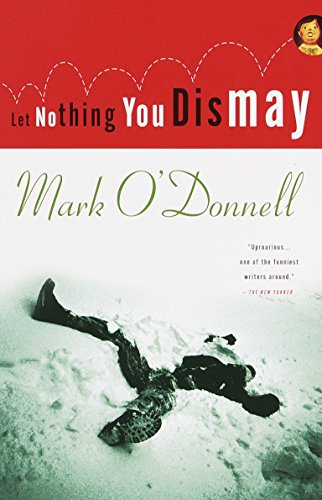 Let Nothing You Dismay
Mark O'Donnell
"Uproarious...
one of the funniest
writers around."
— THE NEW YORKER